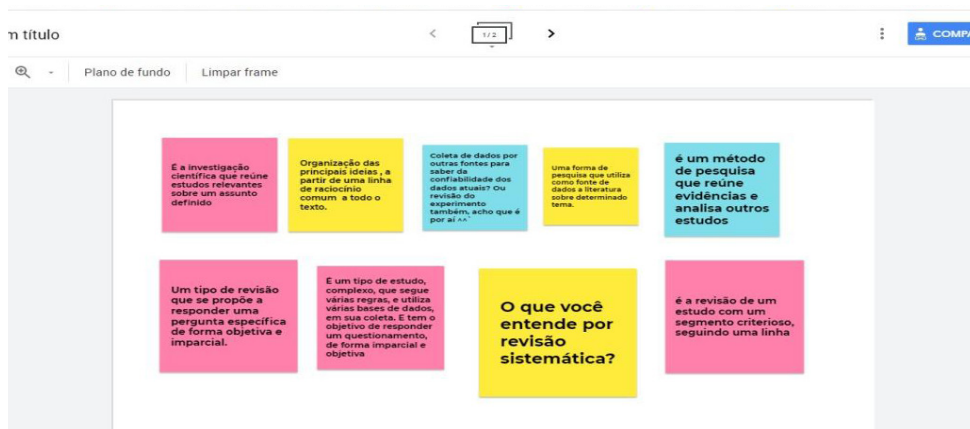 m título
1/2
COMPA
Plano de fundo
Limpar frame
É a investigação
científica que reúne
estudos relevantes
sobre um assunto
definido
Organização das
principais ideias , a
partir de uma linha
de raciocínio
comum a todo o
texto.
Coleta de dados por
outras fontes para
saber da
confiabilidade dos
dados atuais? Ou
revisão do
experimento
também, acho que é
por aí ^^`
Uma forma de
pesquisa que utiliza
como fonte de
dados a literatura
sobre determinado
tema.
é um método
de pesquisa
que reúne
evidências e
analisa outros
estudos
Um tipo de revisão
que se propõe a
responder uma
pergunta específica
de forma objetiva e
imparcial.
É um tipo de estudo,
complexo, que segue
várias regras, e utiliza
várias bases de dados,
em sua coleta. E tem o
objetivo de responder
um questionamento,
de forma imparcial e
objetiva
O que você
entende por
revisão
sistemática?
é a revisão de um
estudo com um
segmento criterioso,
seguindo uma linha